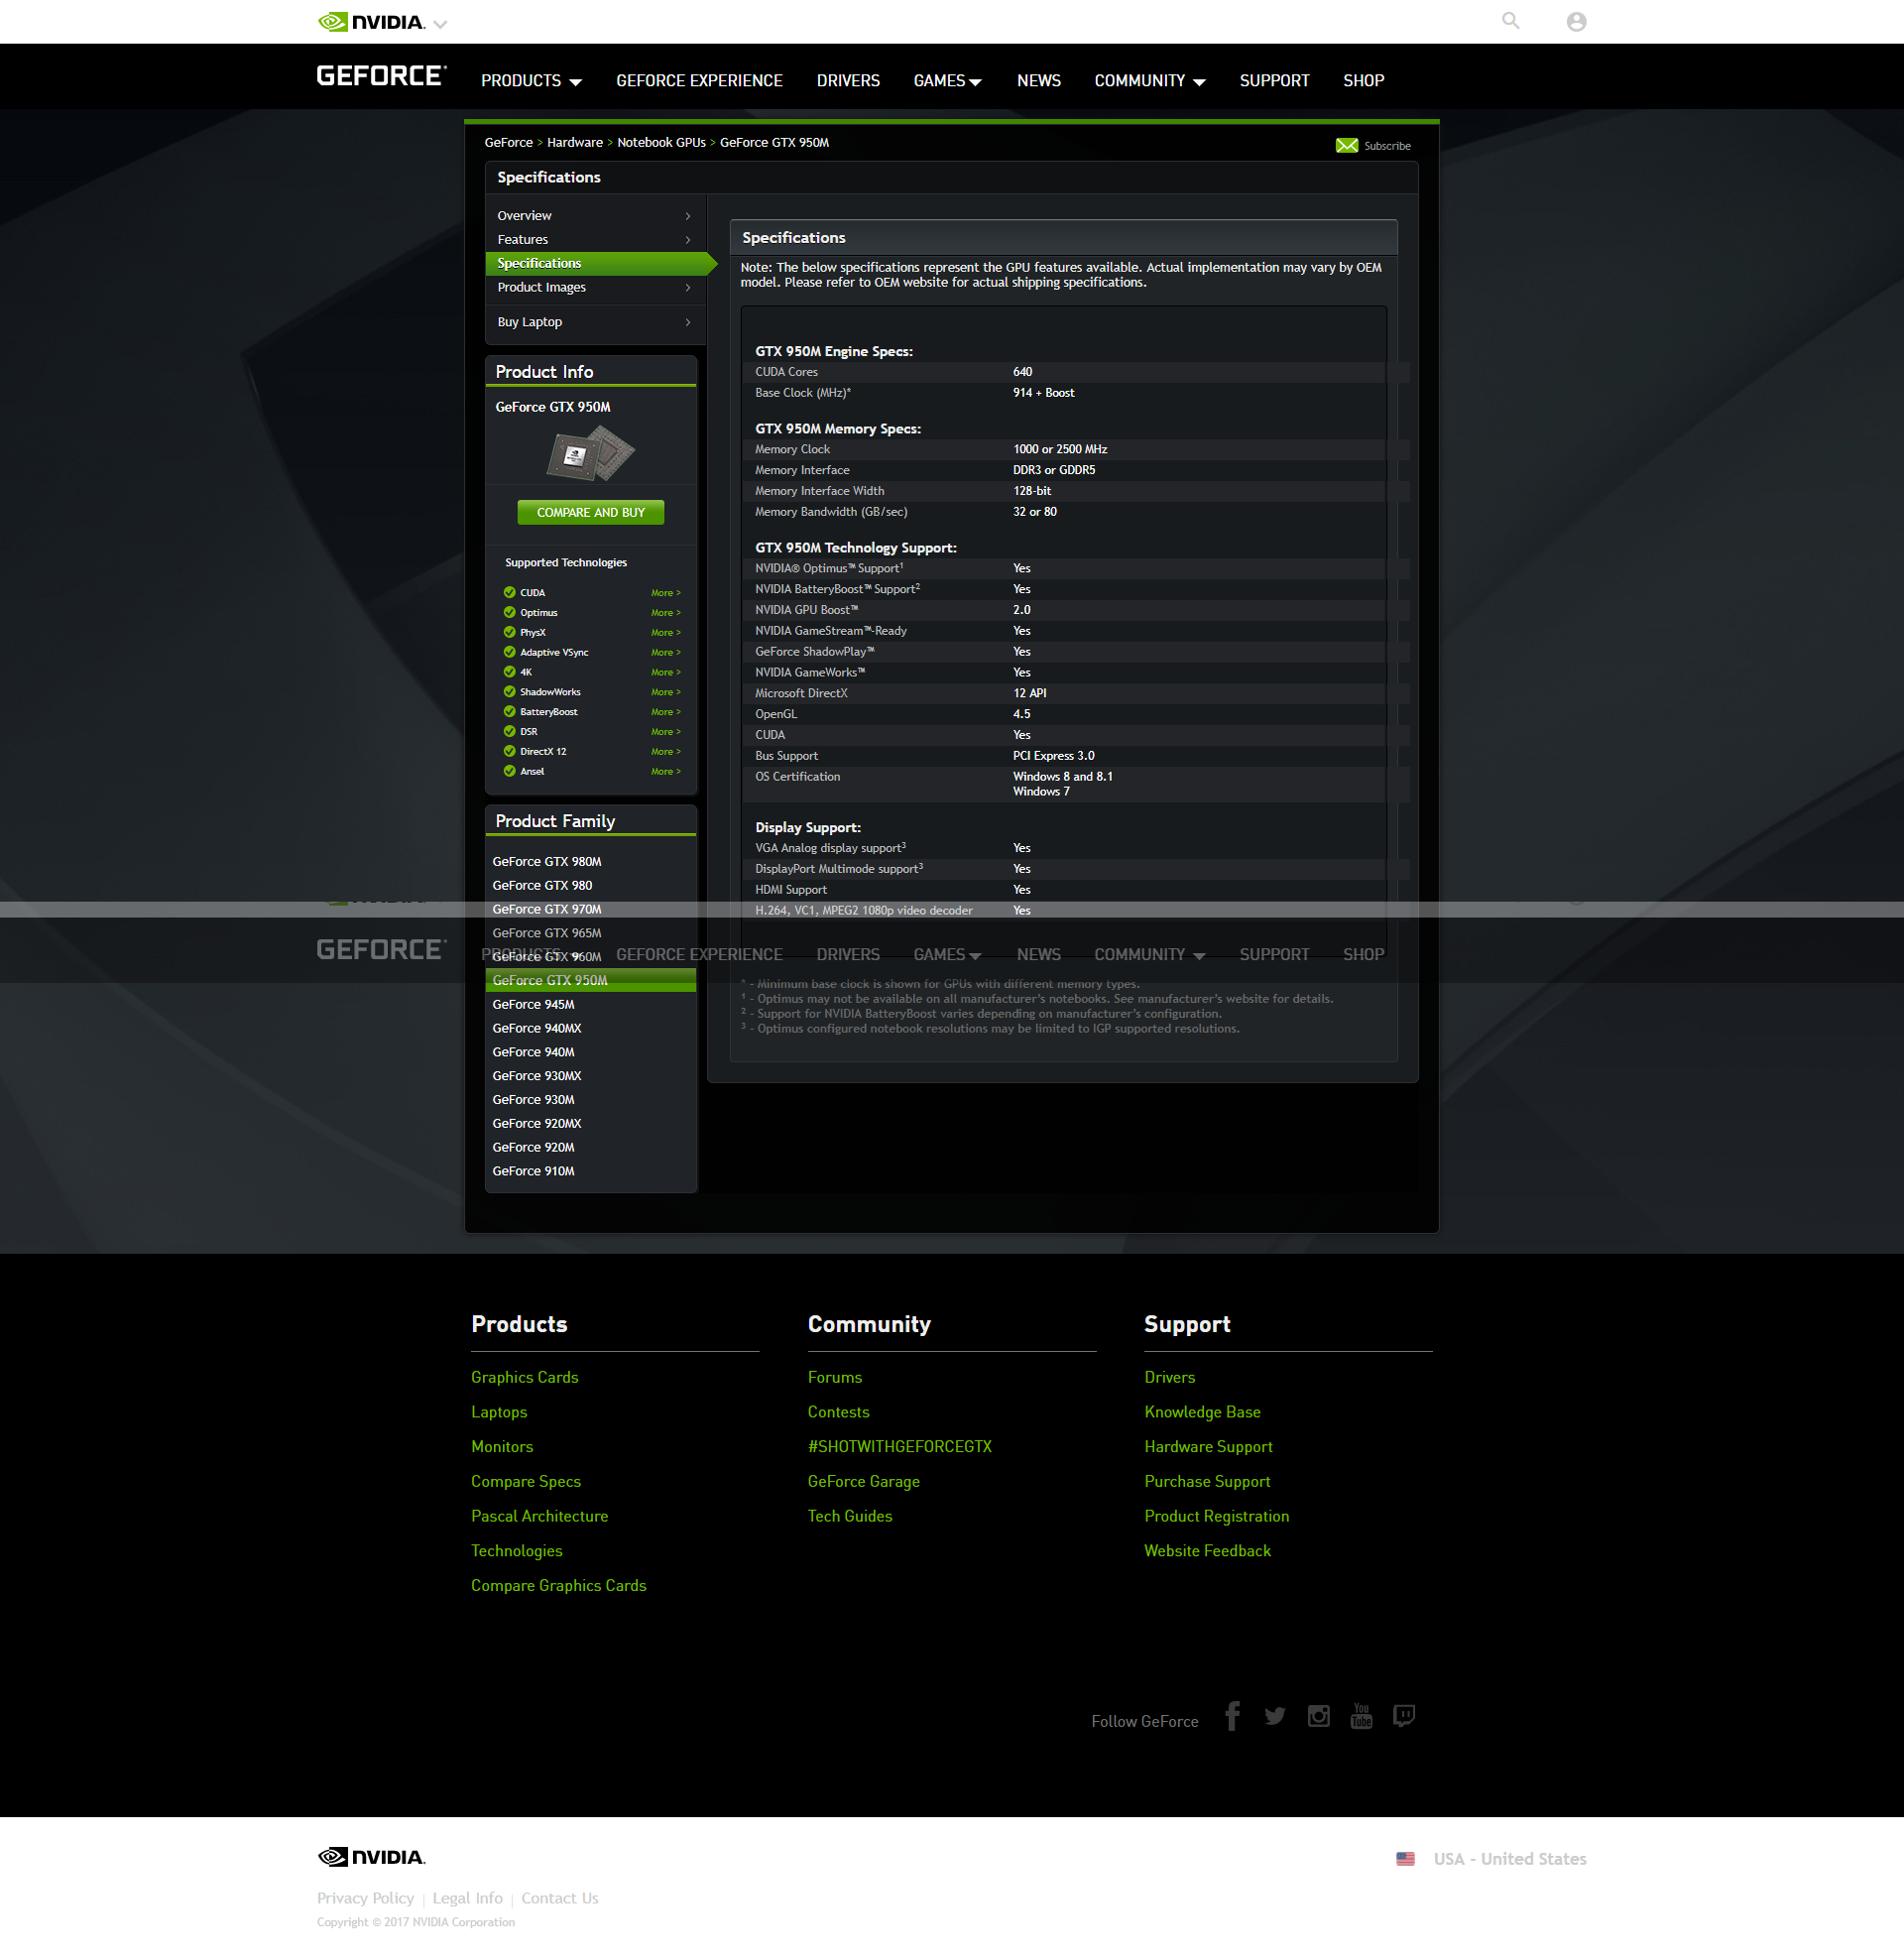 NVIDIA.
GEFORCE
PRODUCTS GEFORCE EXPERIENCE DRIVERS GAMES NEWS COMMUNITY SUPPORT SHOP
GeForce > Hardware > Notebook GPUs > GeForce GTX 950M
Subscribe
Specifications
Overview
Features
Specifications
Product Images
Buy Laptop
Product Info
GeForce GTX 950M
COMPARE AND BUY
Supported Technologies
CUDA More >
Optimus More >
PhysX More >
Adaptive VSync More >
4K More >
ShadowWorks More >
BatteryBoost More >
DSR More >
DirectX 12 More >
Ansel More >
Product Family
GeForce GTX 980M
GeForce GTX 980
GeForce GTX 970M
GeForce GTX 965M
GeForce GTX 960M
GeForce GTX 950M
GeForce 945M
GeForce 940MX
GeForce 940M
GeForce 930MX
GeForce 930M
GeForce 920MX
GeForce 920M
GeForce 910M
Specifications
Note: The below specifications represent the GPU features available. Actual implementation may vary by OEM
model. Please refer to OEM website for actual shipping specifications.
GTX 950M Engine Specs:
CUDA Cores 640
Base Clock (MHz)* 914 + Boost
GTX 950M Memory Specs:
Memory Clock 1000 or 2500 MHz
Memory Interface DDR3 or GDDR5
Memory Interface Width 128-bit
Memory Bandwidth (GB/sec) 32 or 80
GTX 950M Technology Support:
NVIDIA® Optimus™ Support¹ Yes
NVIDIA BatteryBoost™ Support² Yes
NVIDIA GPU Boost™ 2.0
NVIDIA GameStream™-Ready Yes
GeForce ShadowPlay™ Yes
NVIDIA GameWorks™ Yes
Microsoft DirectX 12 API
OpenGL 4.5
CUDA Yes
Bus Support PCI Express 3.0
OS Certification Windows 8 and 8.1
Windows 7
Display Support:
VGA Analog display support³ Yes
DisplayPort Multimode support³ Yes
HDMI Support Yes
H.264, VC1, MPEG2 1080p video decoder Yes
GEFORCE
PRODUCTS GEFORCE EXPERIENCE DRIVERS GAMES NEWS COMMUNITY SUPPORT SHOP
* - Minimum base clock is shown for GPUs with different memory types.
¹ - Optimus may not be available on all manufacturer's notebooks. See manufacturer's website for details.
² - Support for NVIDIA BatteryBoost varies depending on manufacturer's configuration.
³ - Optimus configured notebook resolutions may be limited to IGP supported resolutions.
Products
Graphics Cards
Laptops
Monitors
Compare Specs
Pascal Architecture
Technologies
Compare Graphics Cards
Community
Forums
Contests
#SHOTWITHGEFORCEGTX
GeForce Garage
Tech Guides
Support
Drivers
Knowledge Base
Hardware Support
Purchase Support
Product Registration
Website Feedback
Follow GeForce
You
Tube
NVIDIA.
USA - United States
Privacy Policy | Legal Info | Contact Us
Copyright © 2017 NVIDIA Corporation